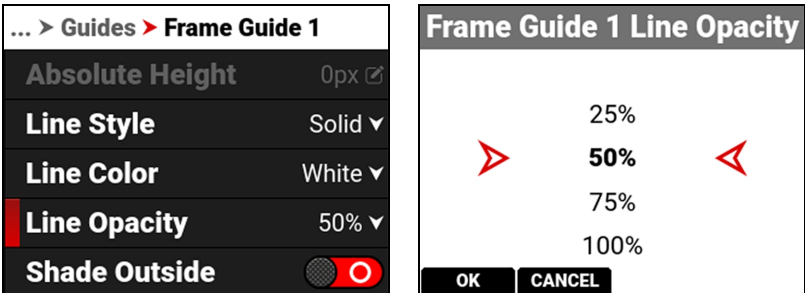 ... > Guides > Frame Guide 1
Absolute Height 0px
Line Style Solid
Line Color White
Line Opacity 50%
Shade Outside
Frame Guide 1 Line Opacity
25%
50%
75%
100%
OK CANCEL